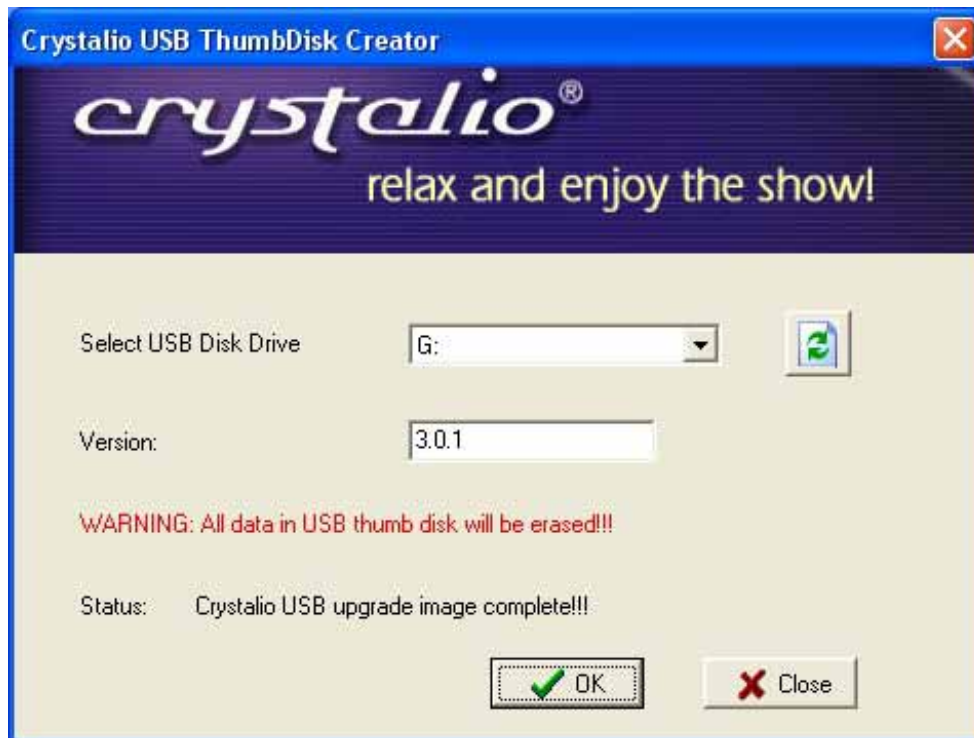 Crystalio USB ThumbDisk Creator
crystalio®
relax and enjoy the show!
Select USB Disk Drive G:
Version: 3.0.1
WARNING: All data in USB thumb disk will be erased!!!
Status: Crystalio USB upgrade image complete!!!
OK Close